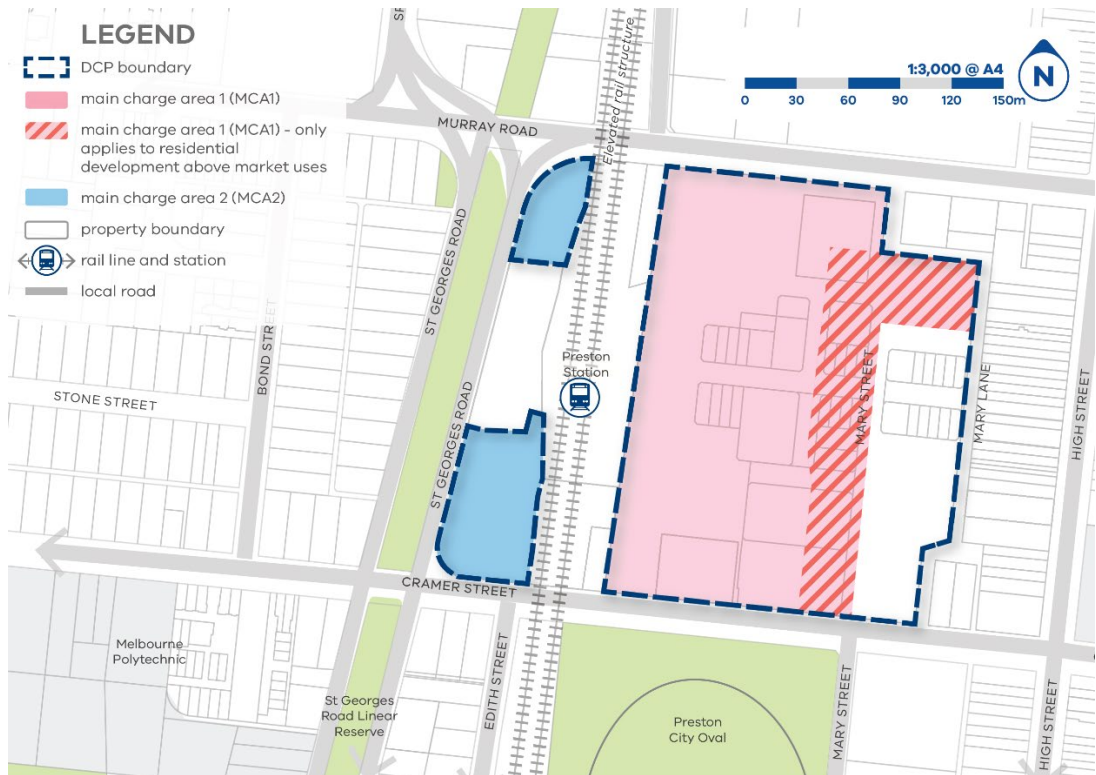 LEGEND
DCP boundary
main charge area 1 (MCA1)
main charge area 1 (MCA1) - only
applies to residential
development above market uses
main charge area 2 (MCA2)
property boundary
rail line and station
local road
1:3,000 @ A4
0 30 60 90 120 150m
N
Elevated rail structure
MURRAY ROAD
ST GEORGES ROAD
ST GEORGES ROAD
BOND STREET
STONE STREET
Preston
Station
MARY STREET
MARY LANE
HIGH STREET
CRAMER STREET
Melbourne
Polytechnic
St Georges
Road Linear
Reserve
EDITH STREET
Preston
City Oval
MARY STREET
HIGH STREET